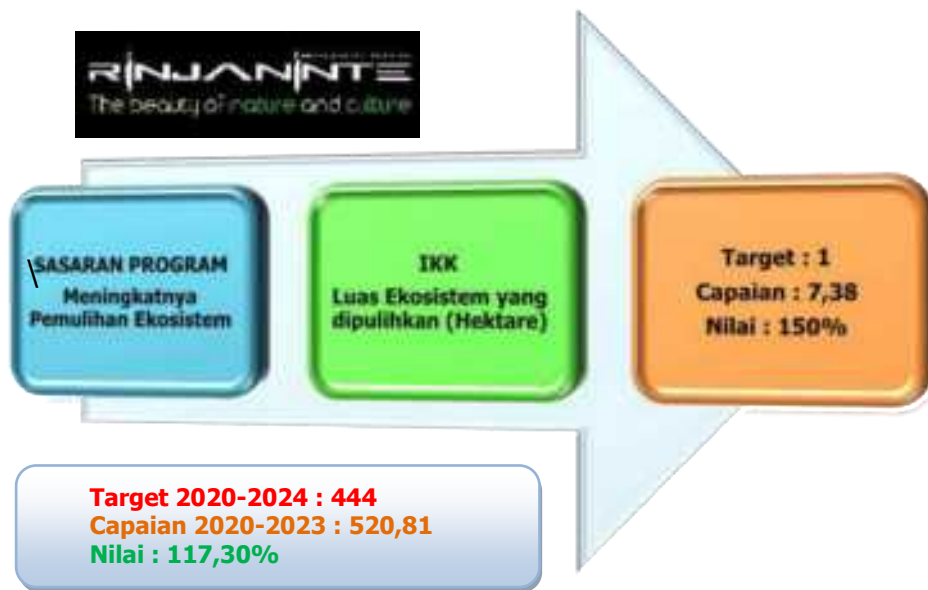 RINJANINTE
The beauty of nature and culture
\SASARAN PROGRAM
Meningkatnya
Pemulihan Ekosistem
IKK
Luas Ekosistem yang
dipulihkan (Hektare)
Target : 1
Capaian : 7,38
Nilai : 150%
Target 2020-2024 : 444
Capaian 2020-2023 : 520,81
Nilai : 117,30%